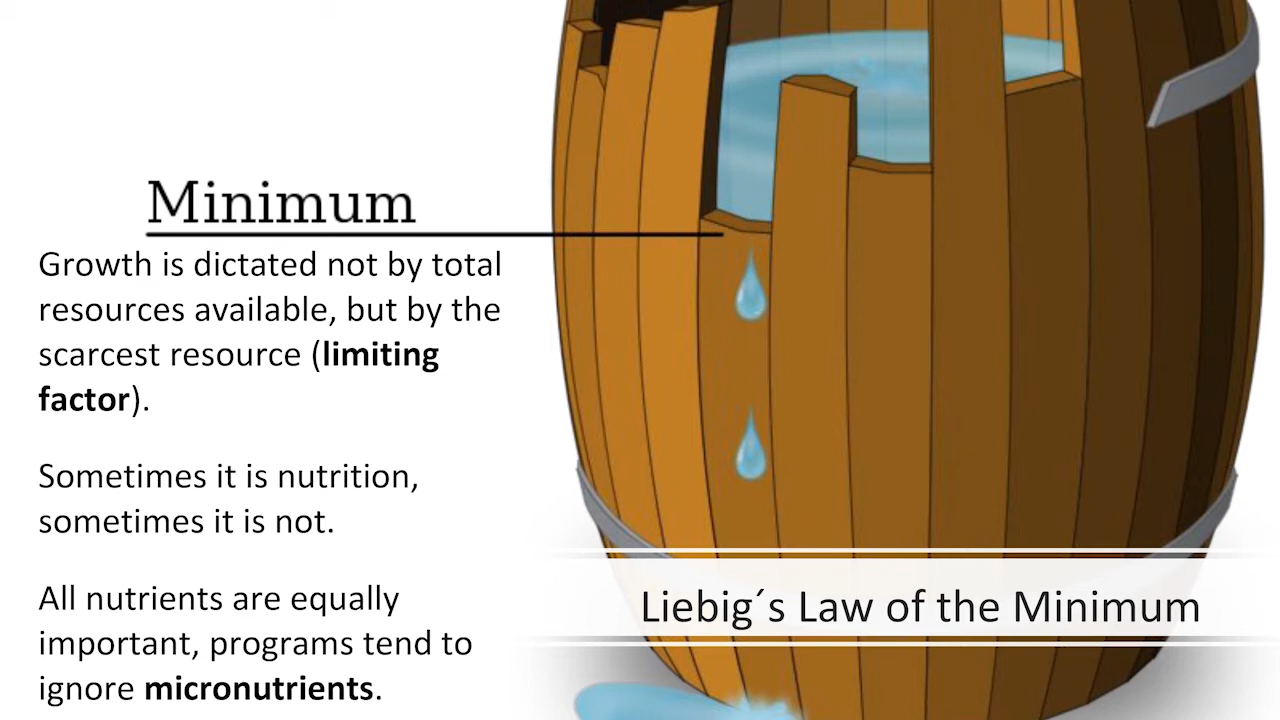 Minimum
Growth is dictated not by total
resources available, but by the
scarcest resource (limiting
factor).
Sometimes it is nutrition,
sometimes it is not.
All nutrients are equally
important, programs tend to
ignore micronutrients.
Liebig´s Law of the Minimum